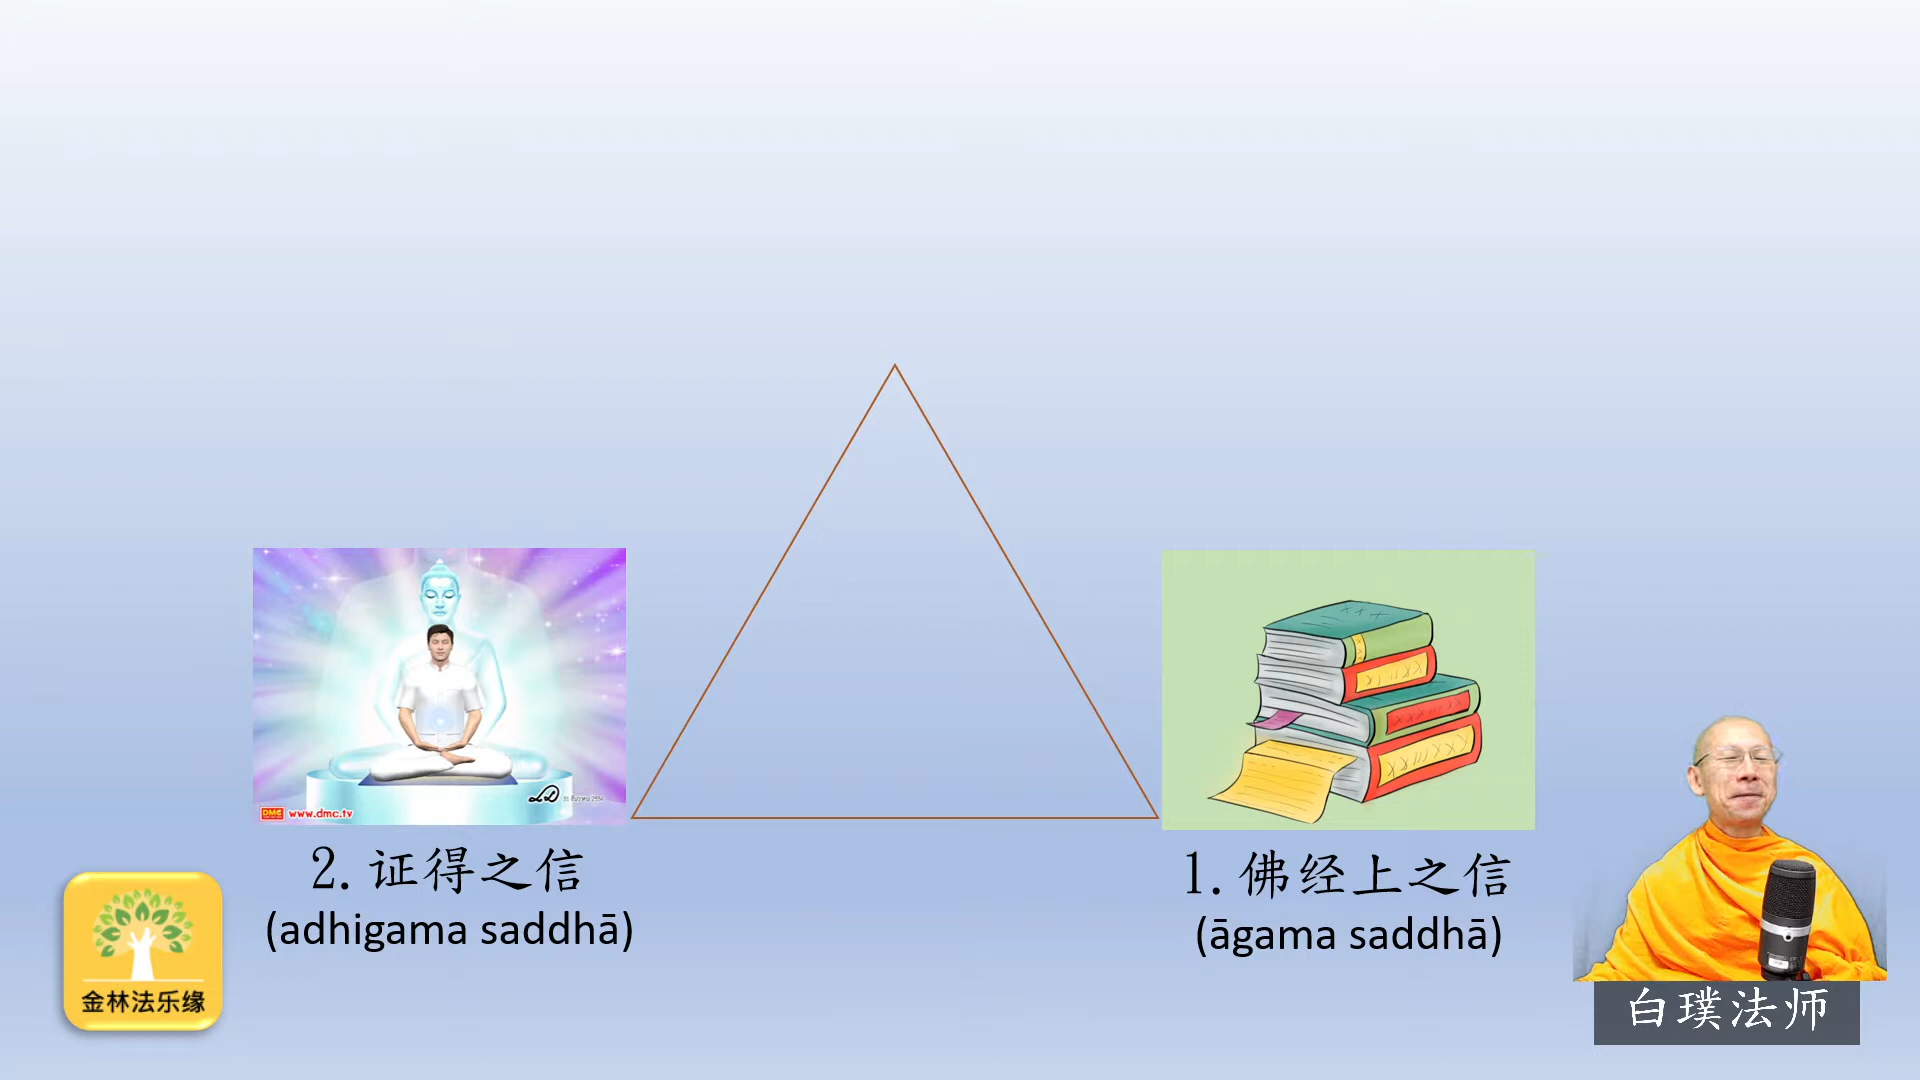 DMC www.dmc.tv
2.证得之信
(adhigama saddhā)
1.佛经上之信
(āgama saddhā)
金林法乐缘
白璞法师